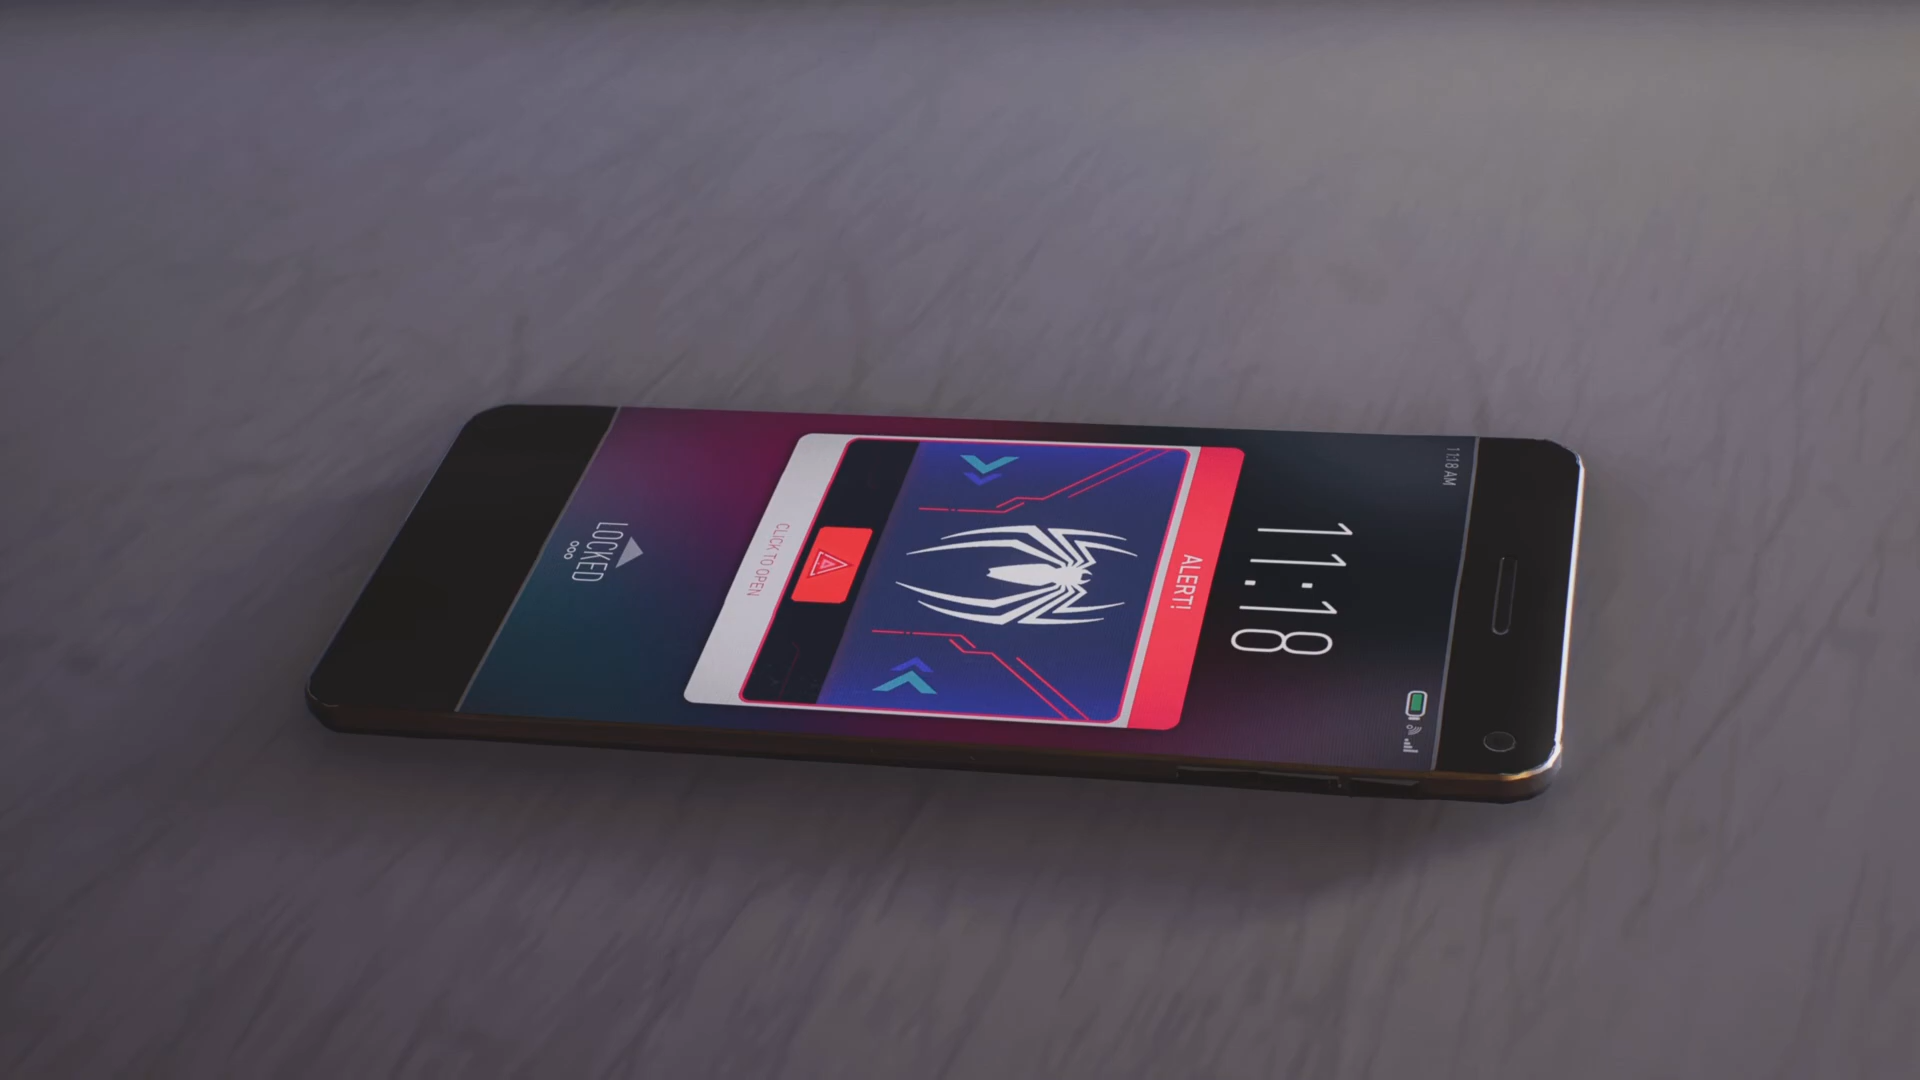 11:18 AM
11:18
ALERT!
CLICK TO OPEN
LOCKED